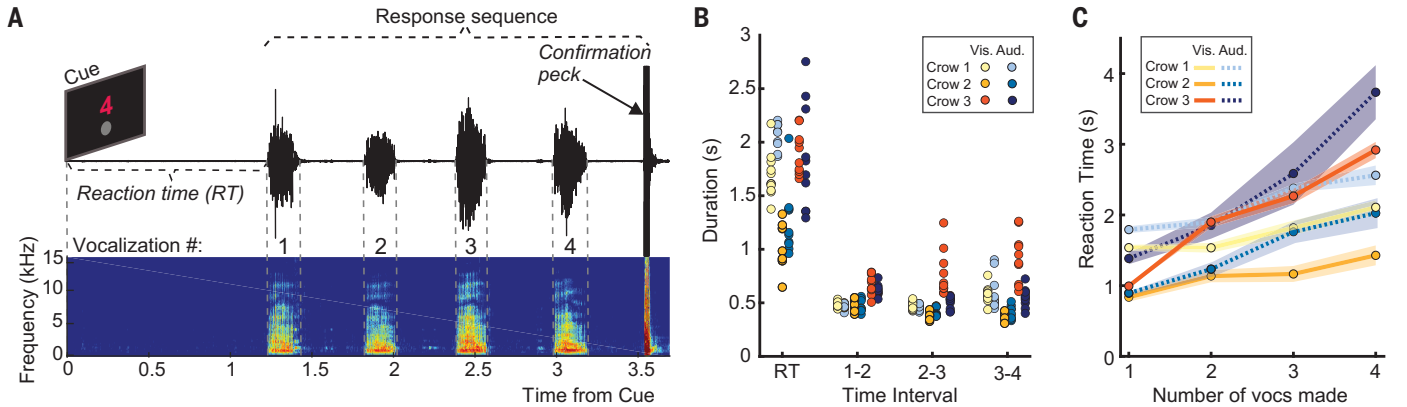 A
Response sequence
Confirmation
peck
Cue
4
Reaction time (RT)
Vocalization #:
1 2 3 4
Frequency (kHz)
15
10
5
0
0 0.5 1 1.5 2 2.5 3 3.5
Time from Cue
B
Duration (s)
3
2.5
2
1.5
1
0.5
0
Vis. Aud.
Crow 1
Crow 2
Crow 3
RT 1-2 2-3 3-4
Time Interval
C
Reaction Time (s)
4
3
2
1
0
Vis. Aud.
Crow 1
Crow 2
Crow 3
1 2 3 4
Number of vocs made